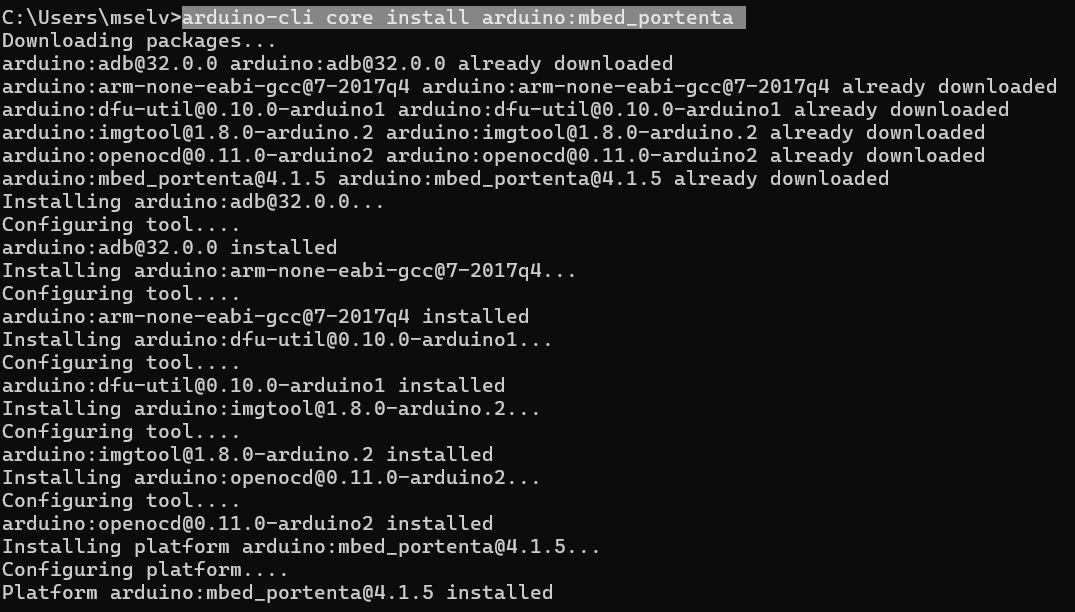 C:\Users\mselv>arduino-cli core install arduino:mbed_portenta
Downloading packages...
arduino:adb@32.0.0 arduino:adb@32.0.0 already downloaded
arduino:arm-none-eabi-gcc@7-2017q4 arduino:arm-none-eabi-gcc@7-2017q4 already downloaded
arduino:dfu-util@0.10.0-arduino1 arduino:dfu-util@0.10.0-arduino1 already downloaded
arduino:imgtool@1.8.0-arduino.2 arduino:imgtool@1.8.0-arduino.2 already downloaded
arduino:openocd@0.11.0-arduino2 arduino:openocd@0.11.0-arduino2 already downloaded
arduino:mbed_portenta@4.1.5 arduino:mbed_portenta@4.1.5 already downloaded
Installing arduino:adb@32.0.0...
Configuring tool....
arduino:adb@32.0.0 installed
Installing arduino:arm-none-eabi-gcc@7-2017q4...
Configuring tool....
arduino:arm-none-eabi-gcc@7-2017q4 installed
Installing arduino:dfu-util@0.10.0-arduino1...
Configuring tool....
arduino:dfu-util@0.10.0-arduino1 installed
Installing arduino:imgtool@1.8.0-arduino.2...
Configuring tool....
arduino:imgtool@1.8.0-arduino.2 installed
Installing arduino:openocd@0.11.0-arduino2...
Configuring tool....
arduino:openocd@0.11.0-arduino2 installed
Installing platform arduino:mbed_portenta@4.1.5...
Configuring platform....
Platform arduino:mbed_portenta@4.1.5 installed